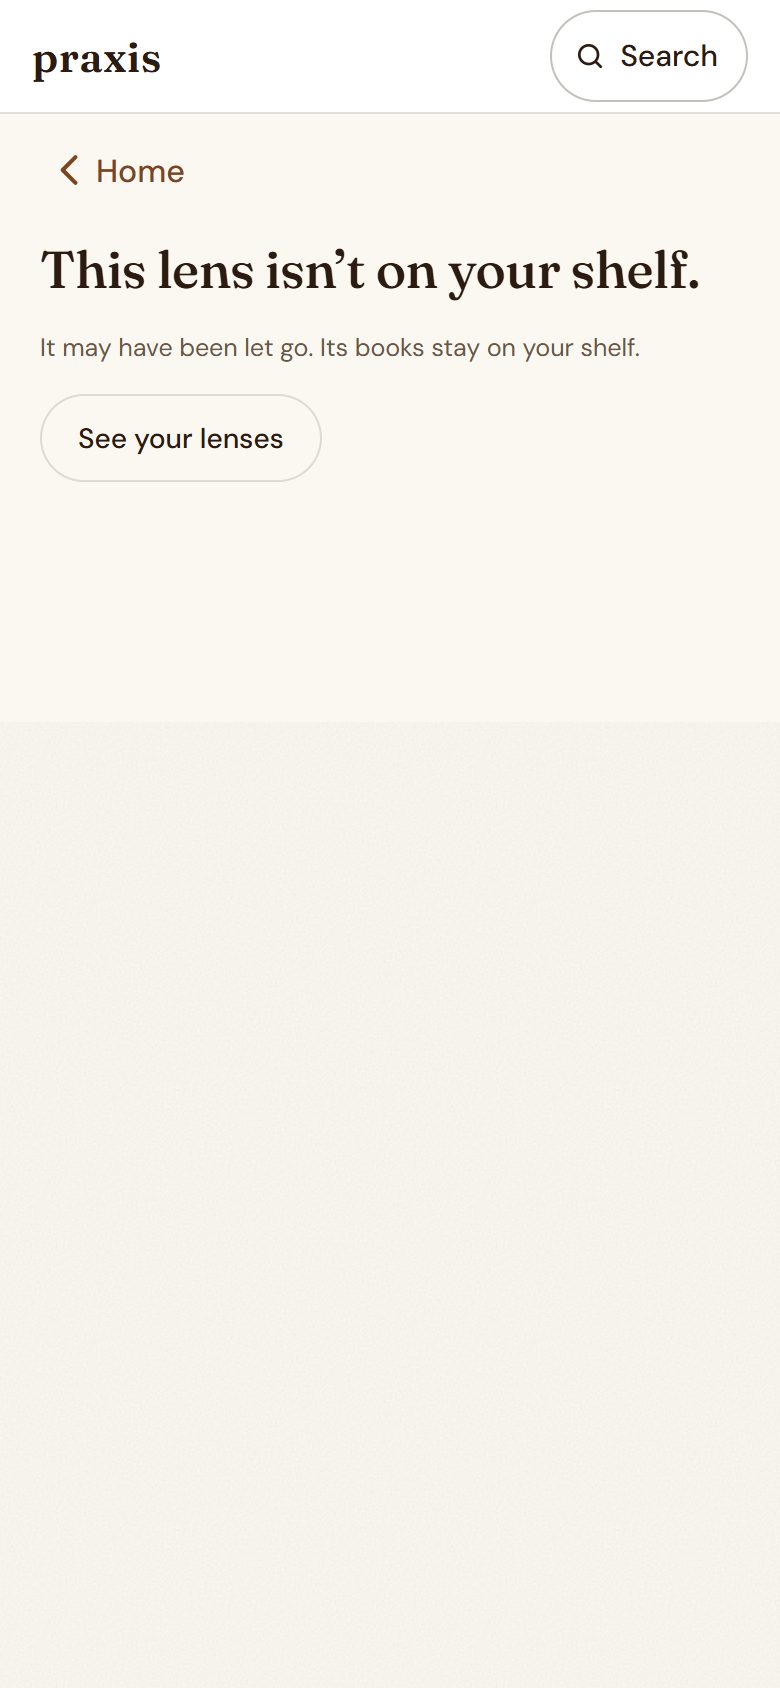 praxis
Search
Home
This lens isn’t on your shelf.
It may have been let go. Its books stay on your shelf.
See your lenses